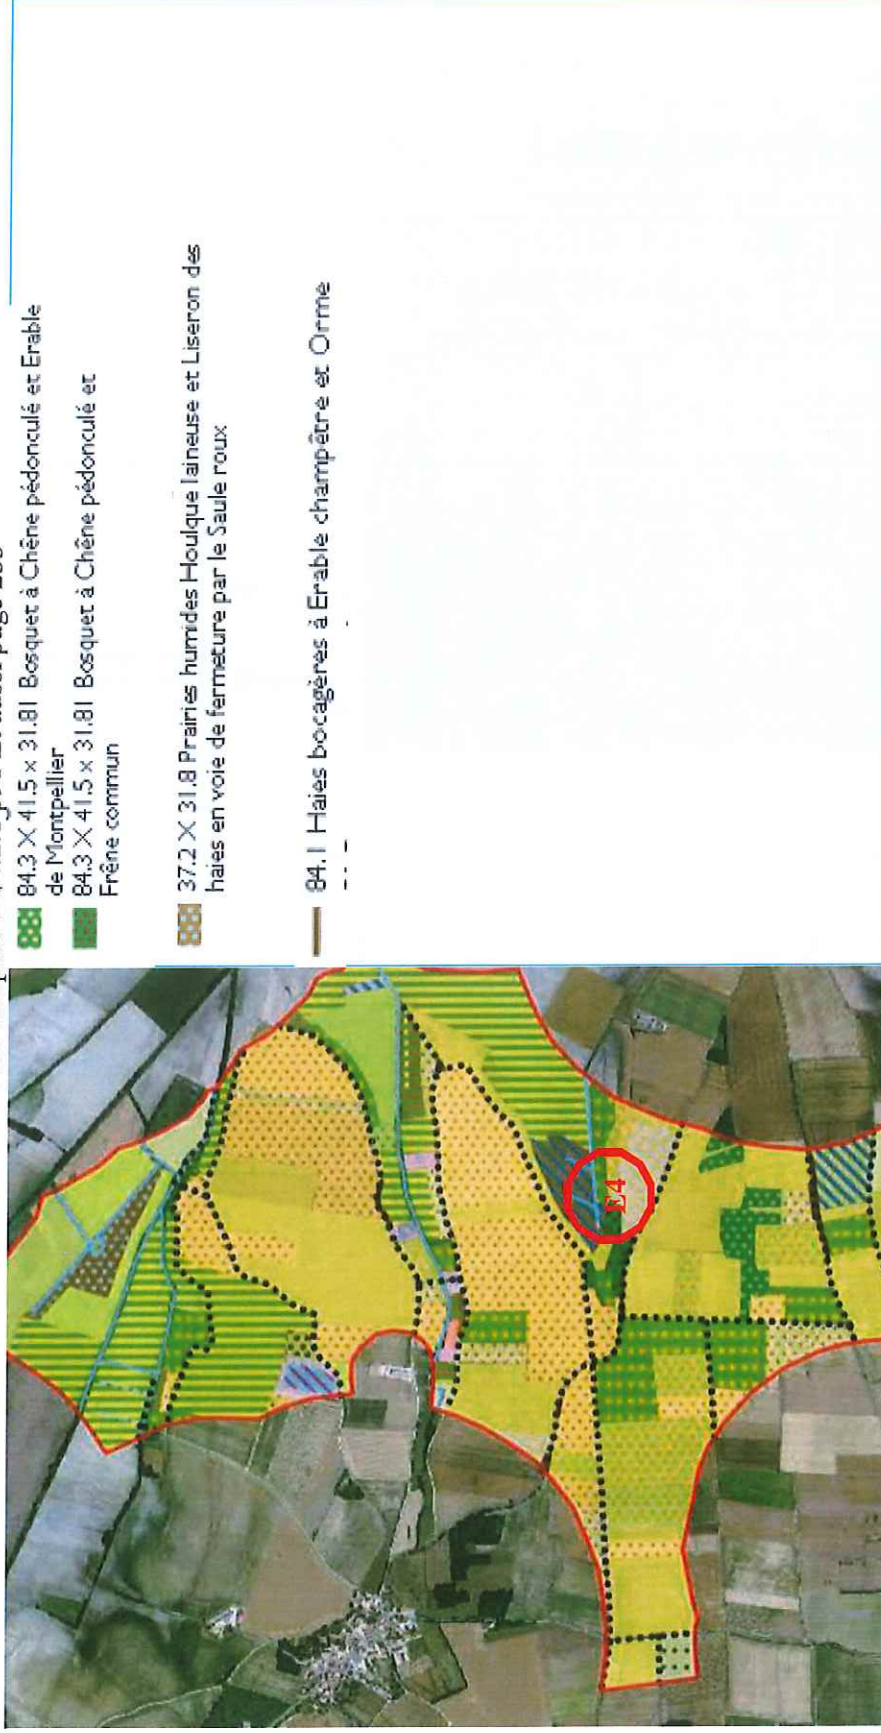 84.3 X 41.5 x 31.81 Bosquet à Chêne pédonculé et Erable
de Montpellier
84.3 X 41.5 x 31.81 Bosquet à Chêne pédonculé et
Frêne commun
37.2 X 31.8 Prairies humides Houlque laineuse et Liseron des
haies en voie de fermeture par le Saule roux
84.1 Haies bocagères à Erable champêtre et Orme
E4